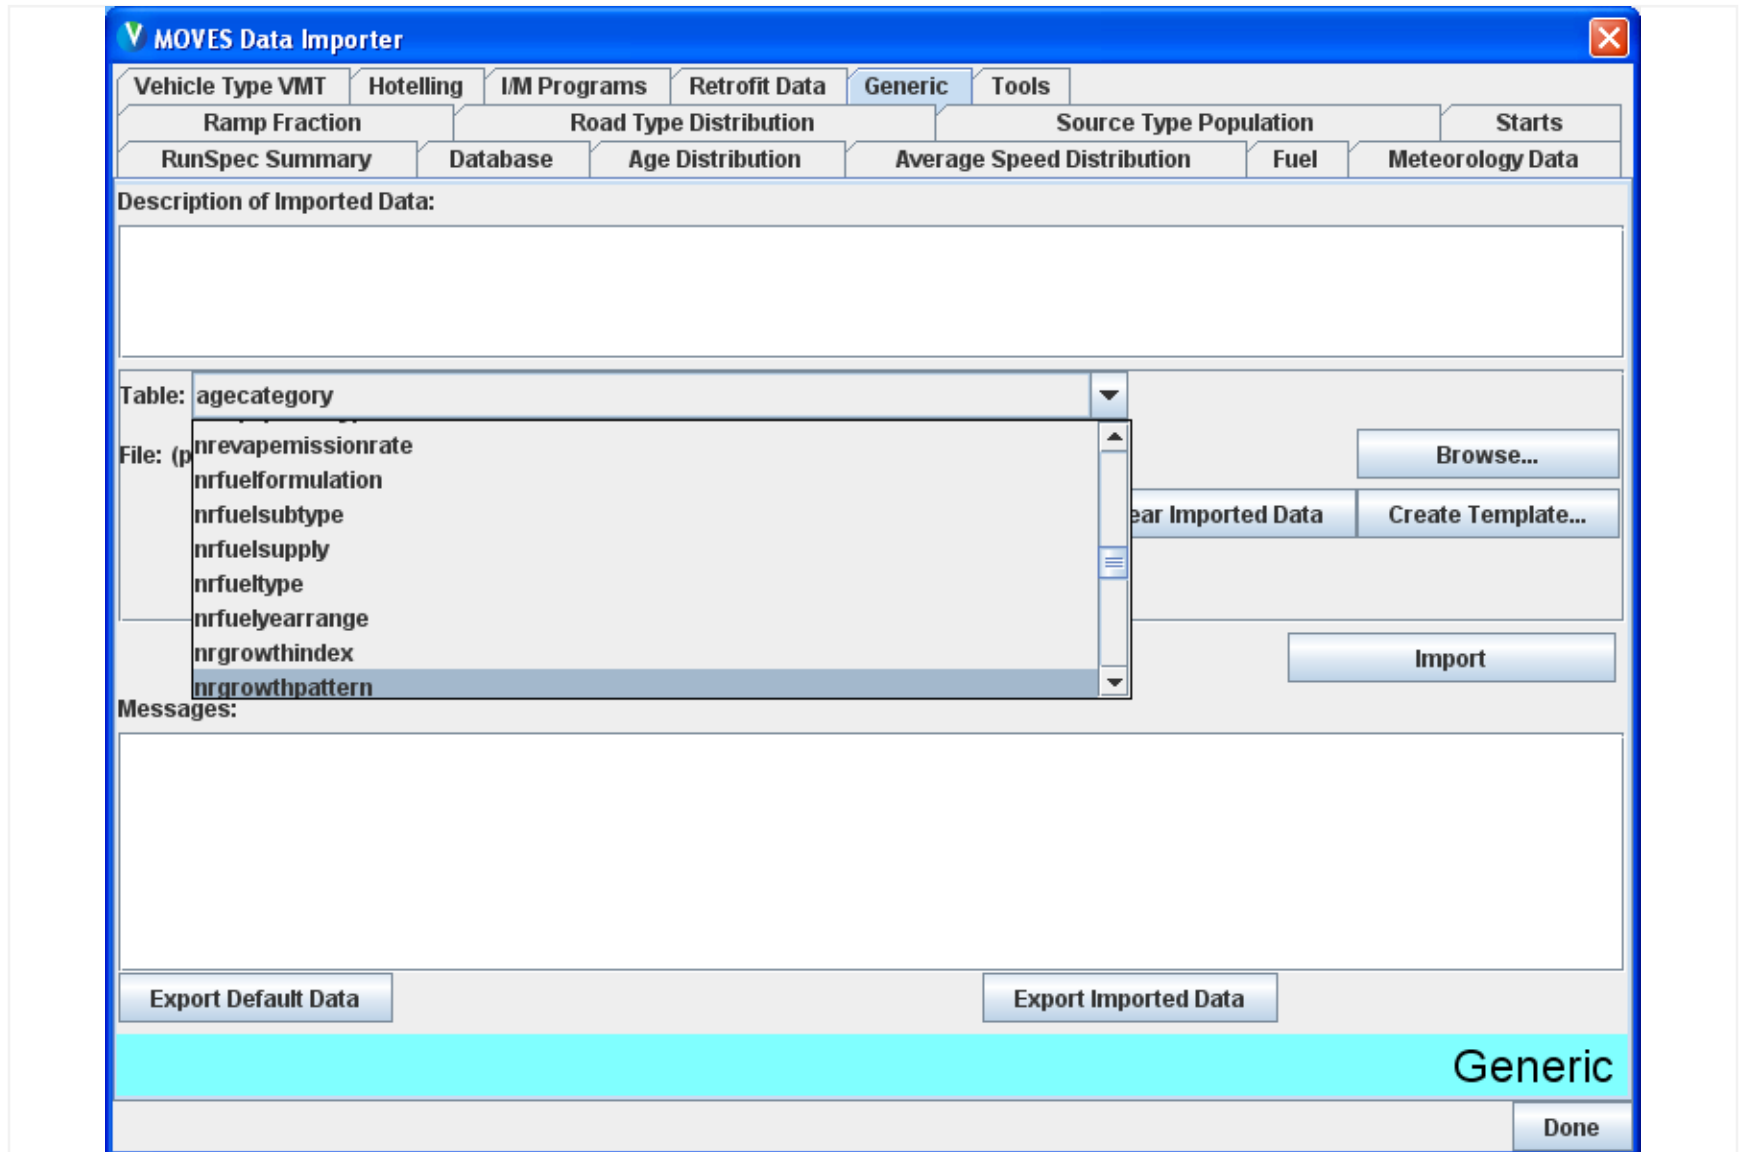 MOVES Data Importer
Vehicle Type VMT Hotelling I/M Programs Retrofit Data Generic Tools
Ramp Fraction Road Type Distribution Source Type Population Starts
RunSpec Summary Database Age Distribution Average Speed Distribution Fuel Meteorology Data
Description of Imported Data:
Table: agecategory
nrevapemissionrate
File: (p Browse...
nrfuelformulation
nrfuelsubtype ear Imported Data Create Template...
nrfuelsupply
nrfueltype
nrfuelyearrange
nrgrowthindex Import
nrgrowthpattern
Messages:
Export Default Data Export Imported Data
Generic
Done